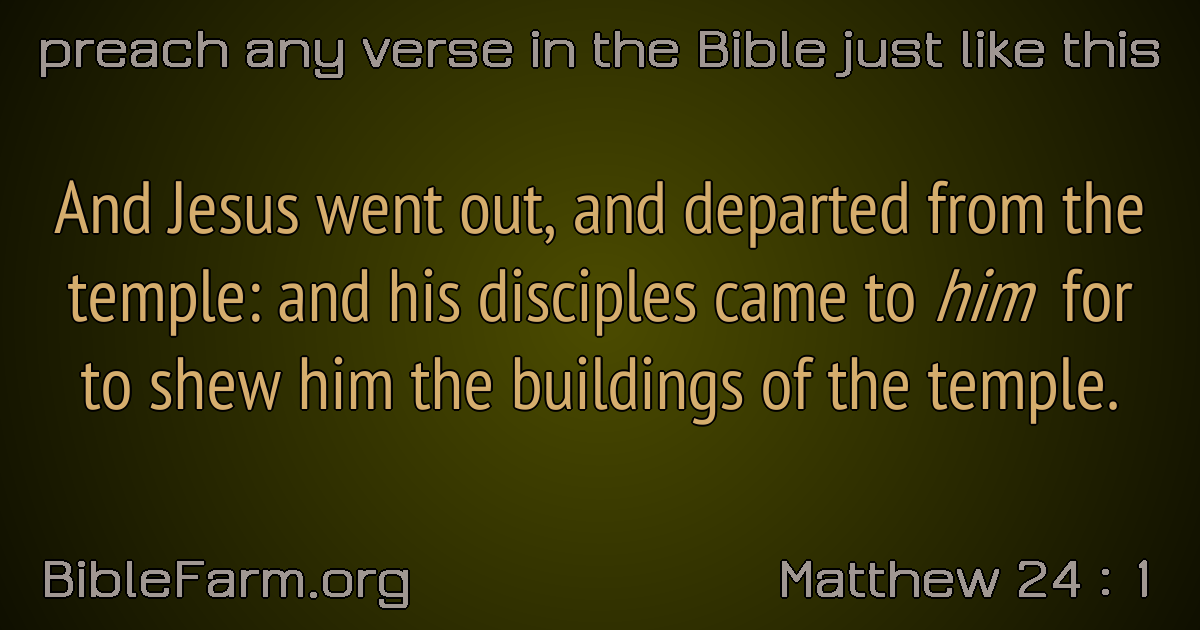 preach any verse in the Bible just like this
And Jesus went out, and departed from the
temple: and his disciples came to him for
to shew him the buildings of the temple.
BibleFarm.org
Matthew 24 : 1